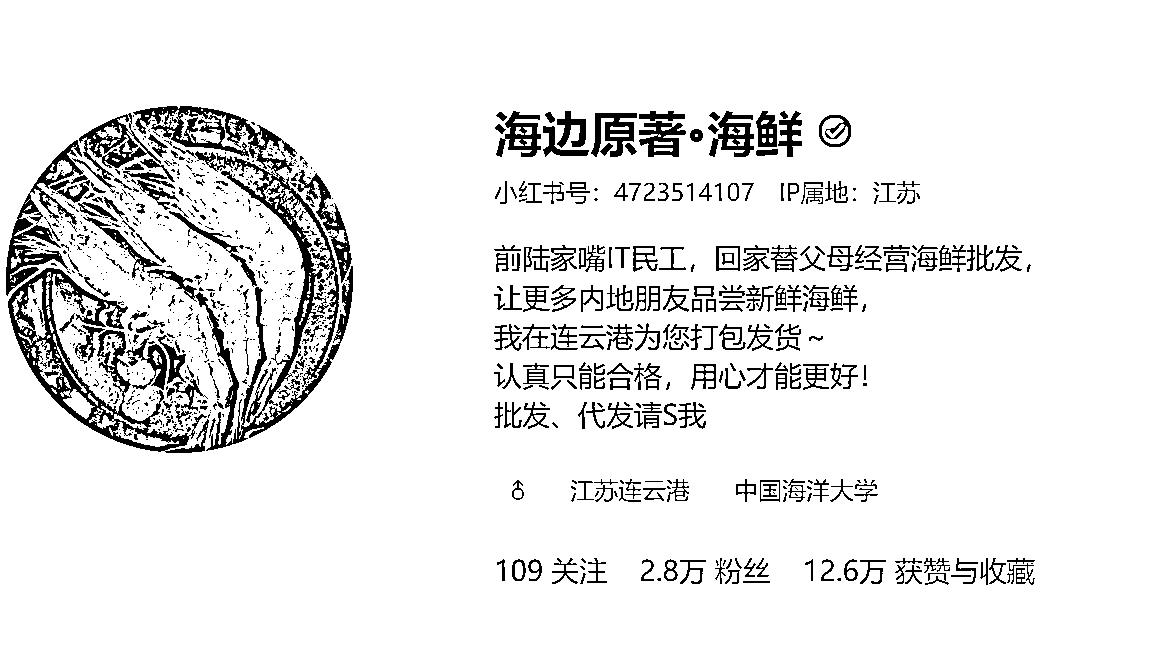 海边原著•海鲜
小红书号：4723514107 IP属地：江苏
前陆家嘴IT民工，回家替父母经营海鲜批发，
让更多内地朋友品尝新鲜海鲜，
我在连云港为您打包发货～
认真只能合格，用心才能更好！
批发、代发请S我
♂ 江苏连云港 中国海洋大学
109 关注 2.8万 粉丝 12.6万 获赞与收藏